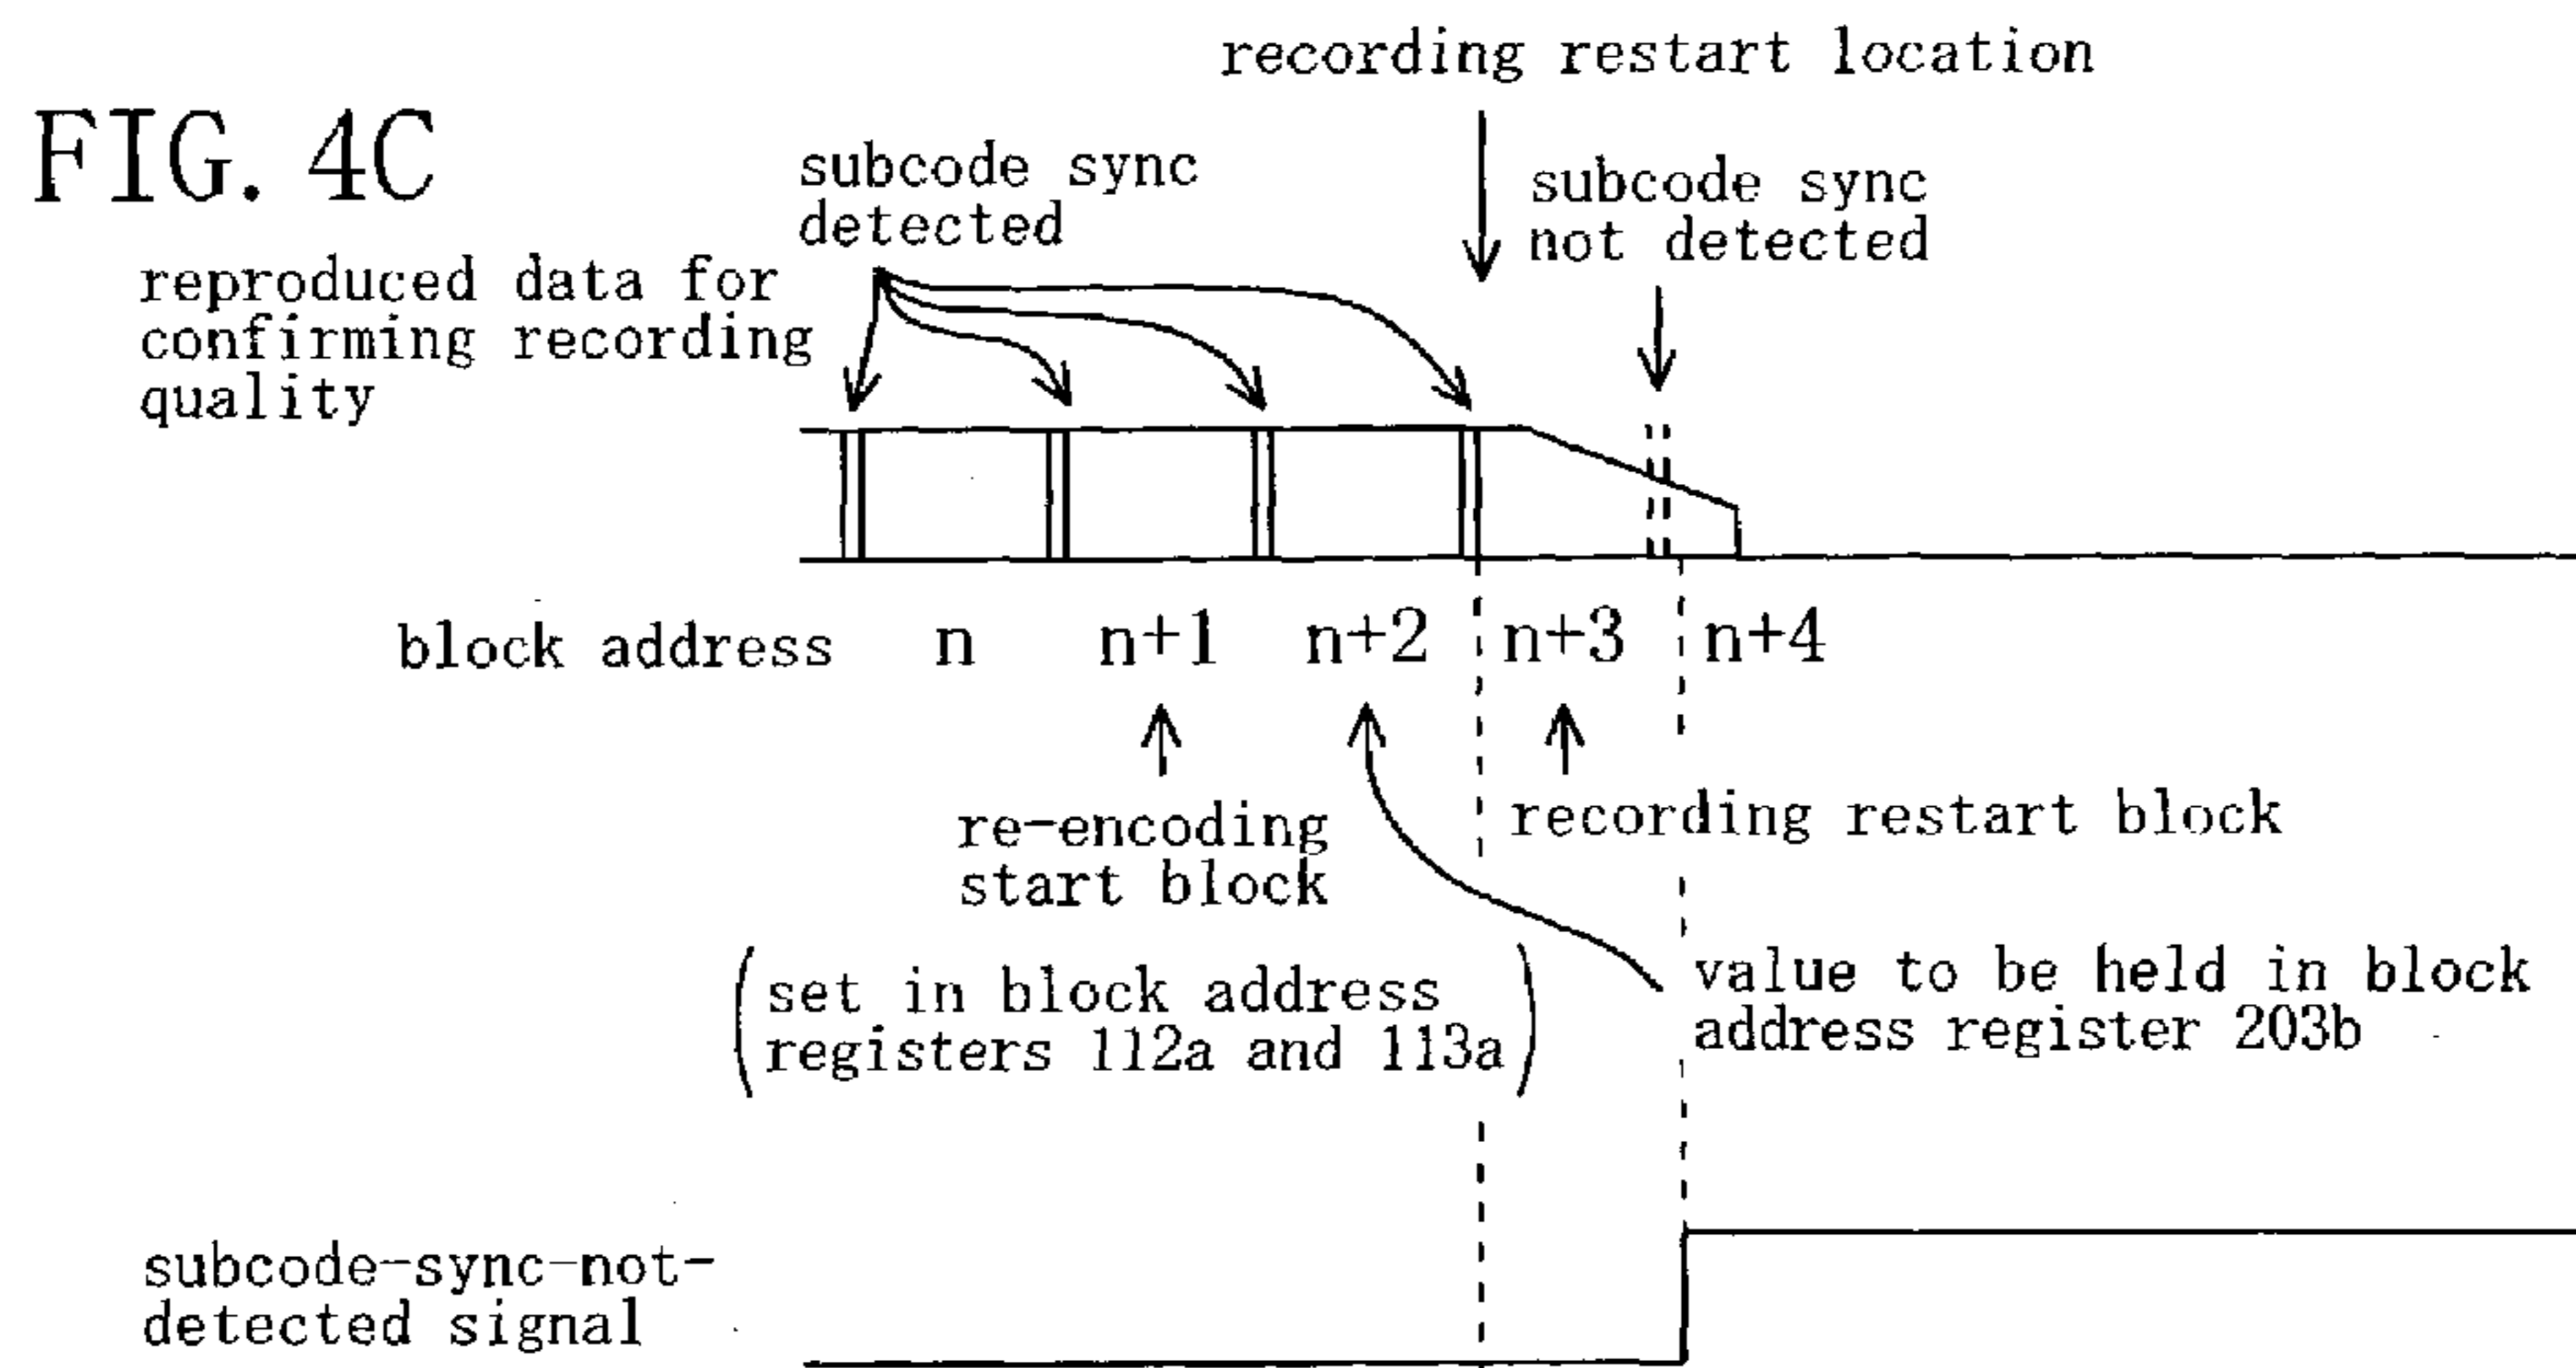 FIG. 4C
recording restart location
subcode sync
detected
subcode sync
not detected
reproduced data for
confirming recording
quality
block address n n+1 n+2 n+3 n+4
re-encoding
start block
recording restart block
set in block address
registers 112a and 113a
value to be held in block
address register 203b
subcode-sync-not-
detected signal